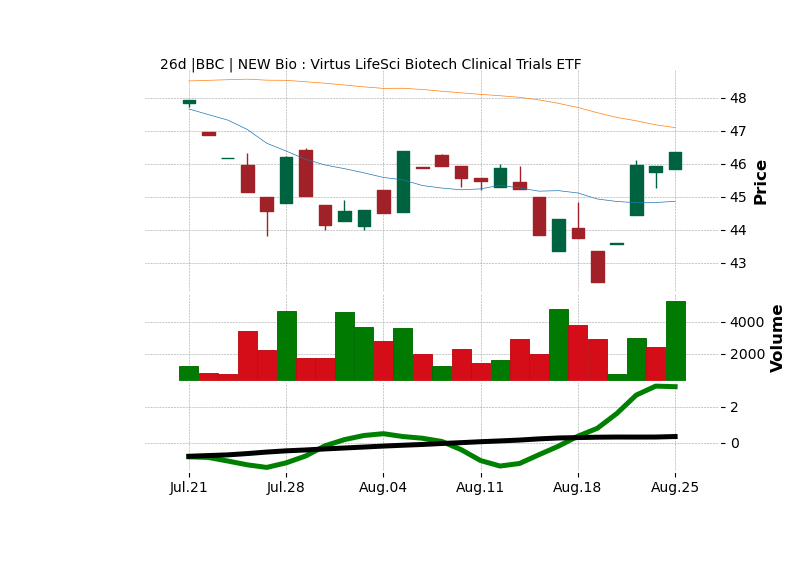 26d |BBC | NEW Bio : Virtus LifeSci Biotech Clinical Trials ETF
48
47
46
45
44
43
Price
4000
2000
Volume
2
0
Jul.21 Jul.28 Aug.04 Aug.11 Aug.18 Aug.25